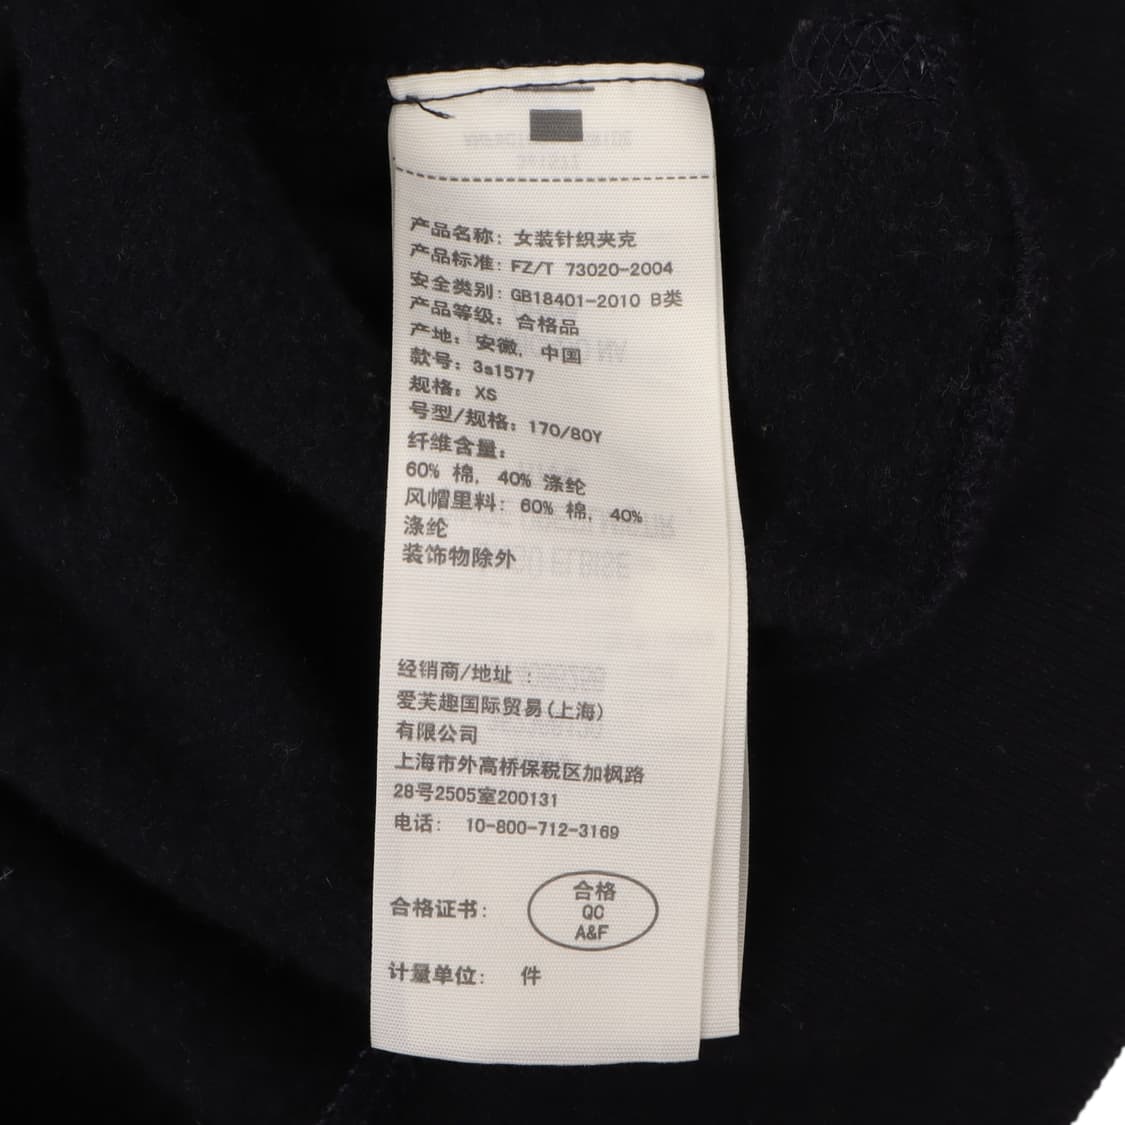 产品名称: 女装针织夹克
产品标准: FZ/T 73020-2004
安全类别: GB18401-2010 B类
产品等级: 合格品
产地: 安徽, 中国
款号: 3s1577
规格: XS
号型/规格: 170/80Y
纤维含量:
60% 棉, 40% 涤纶
风帽里料: 60% 棉, 40%
涤纶
装饰物除外
经销商/地址 :
爱芙趣国际贸易(上海)
有限公司
上海市外高桥保税区加枫路
28号2505室200131
电话: 10-800-712-3169
合格证书:
合格
QC
A&F
计量单位: 件